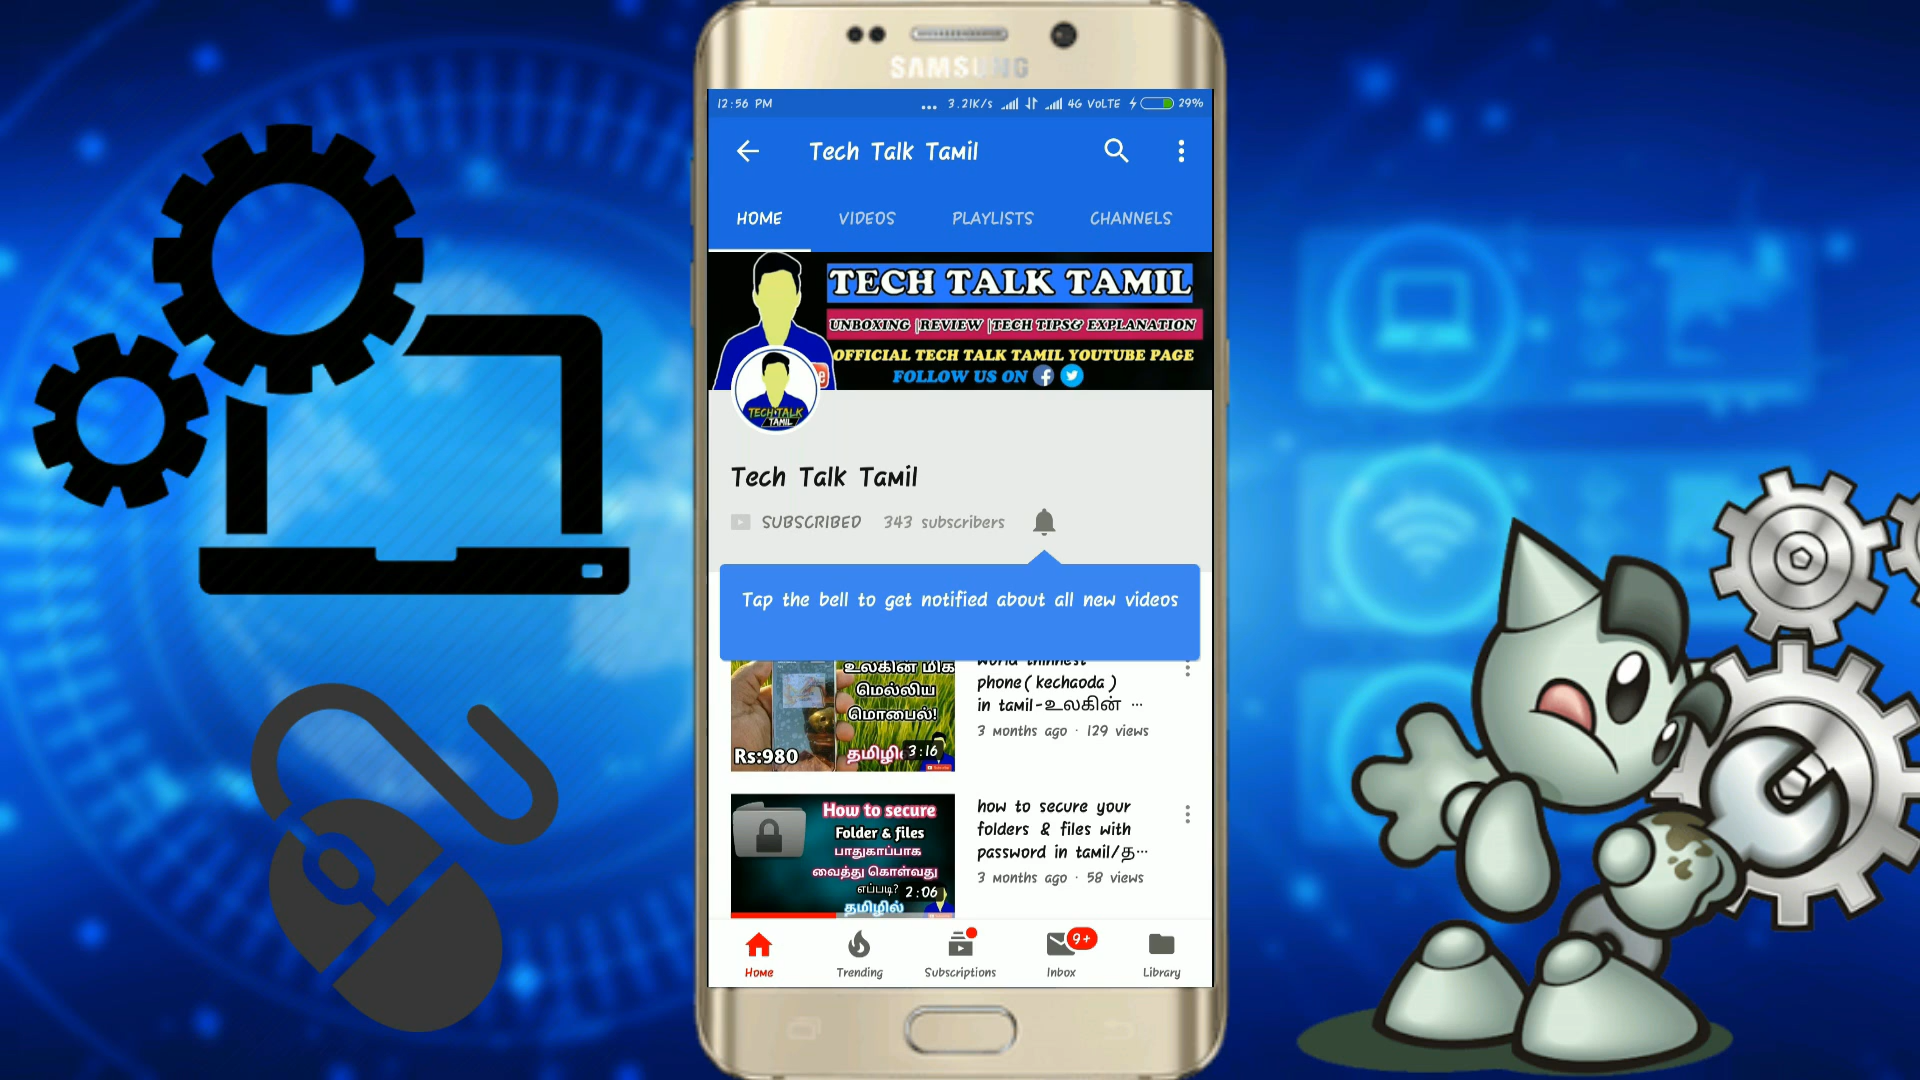 SAMSUNG
12:56 PM
... 3.21K/s 4G VoLTE 29%
Tech Talk Tamil
HOME VIDEOS PLAYLISTS CHANNELS
TECH TALK TAMIL
UNBOXING |REVIEW |TECH TIPS& EXPLANATION
OFFICIAL TECH TALK TAMIL YOUTUBE PAGE
FOLLOW US ON
TECH TALK
TAMIL
Tech Talk Tamil
SUBSCRIBED 343 subscribers
Tap the bell to get notified about all new videos
உலகின் மிக
மெல்லிய
மொபைல்!
Rs:980
3:16
world thinnest
phone( kechaoda )
in tamil-உலகின் ...
3 months ago · 129 views
How to secure
Folder & files
பாதுகாப்பாக
வைத்து கொள்வது
எப்படி?
2:06
தமிழில்
how to secure your
folders & files with
password in tamil/த...
3 months ago · 58 views
9+
Home Trending Subscriptions Inbox Library